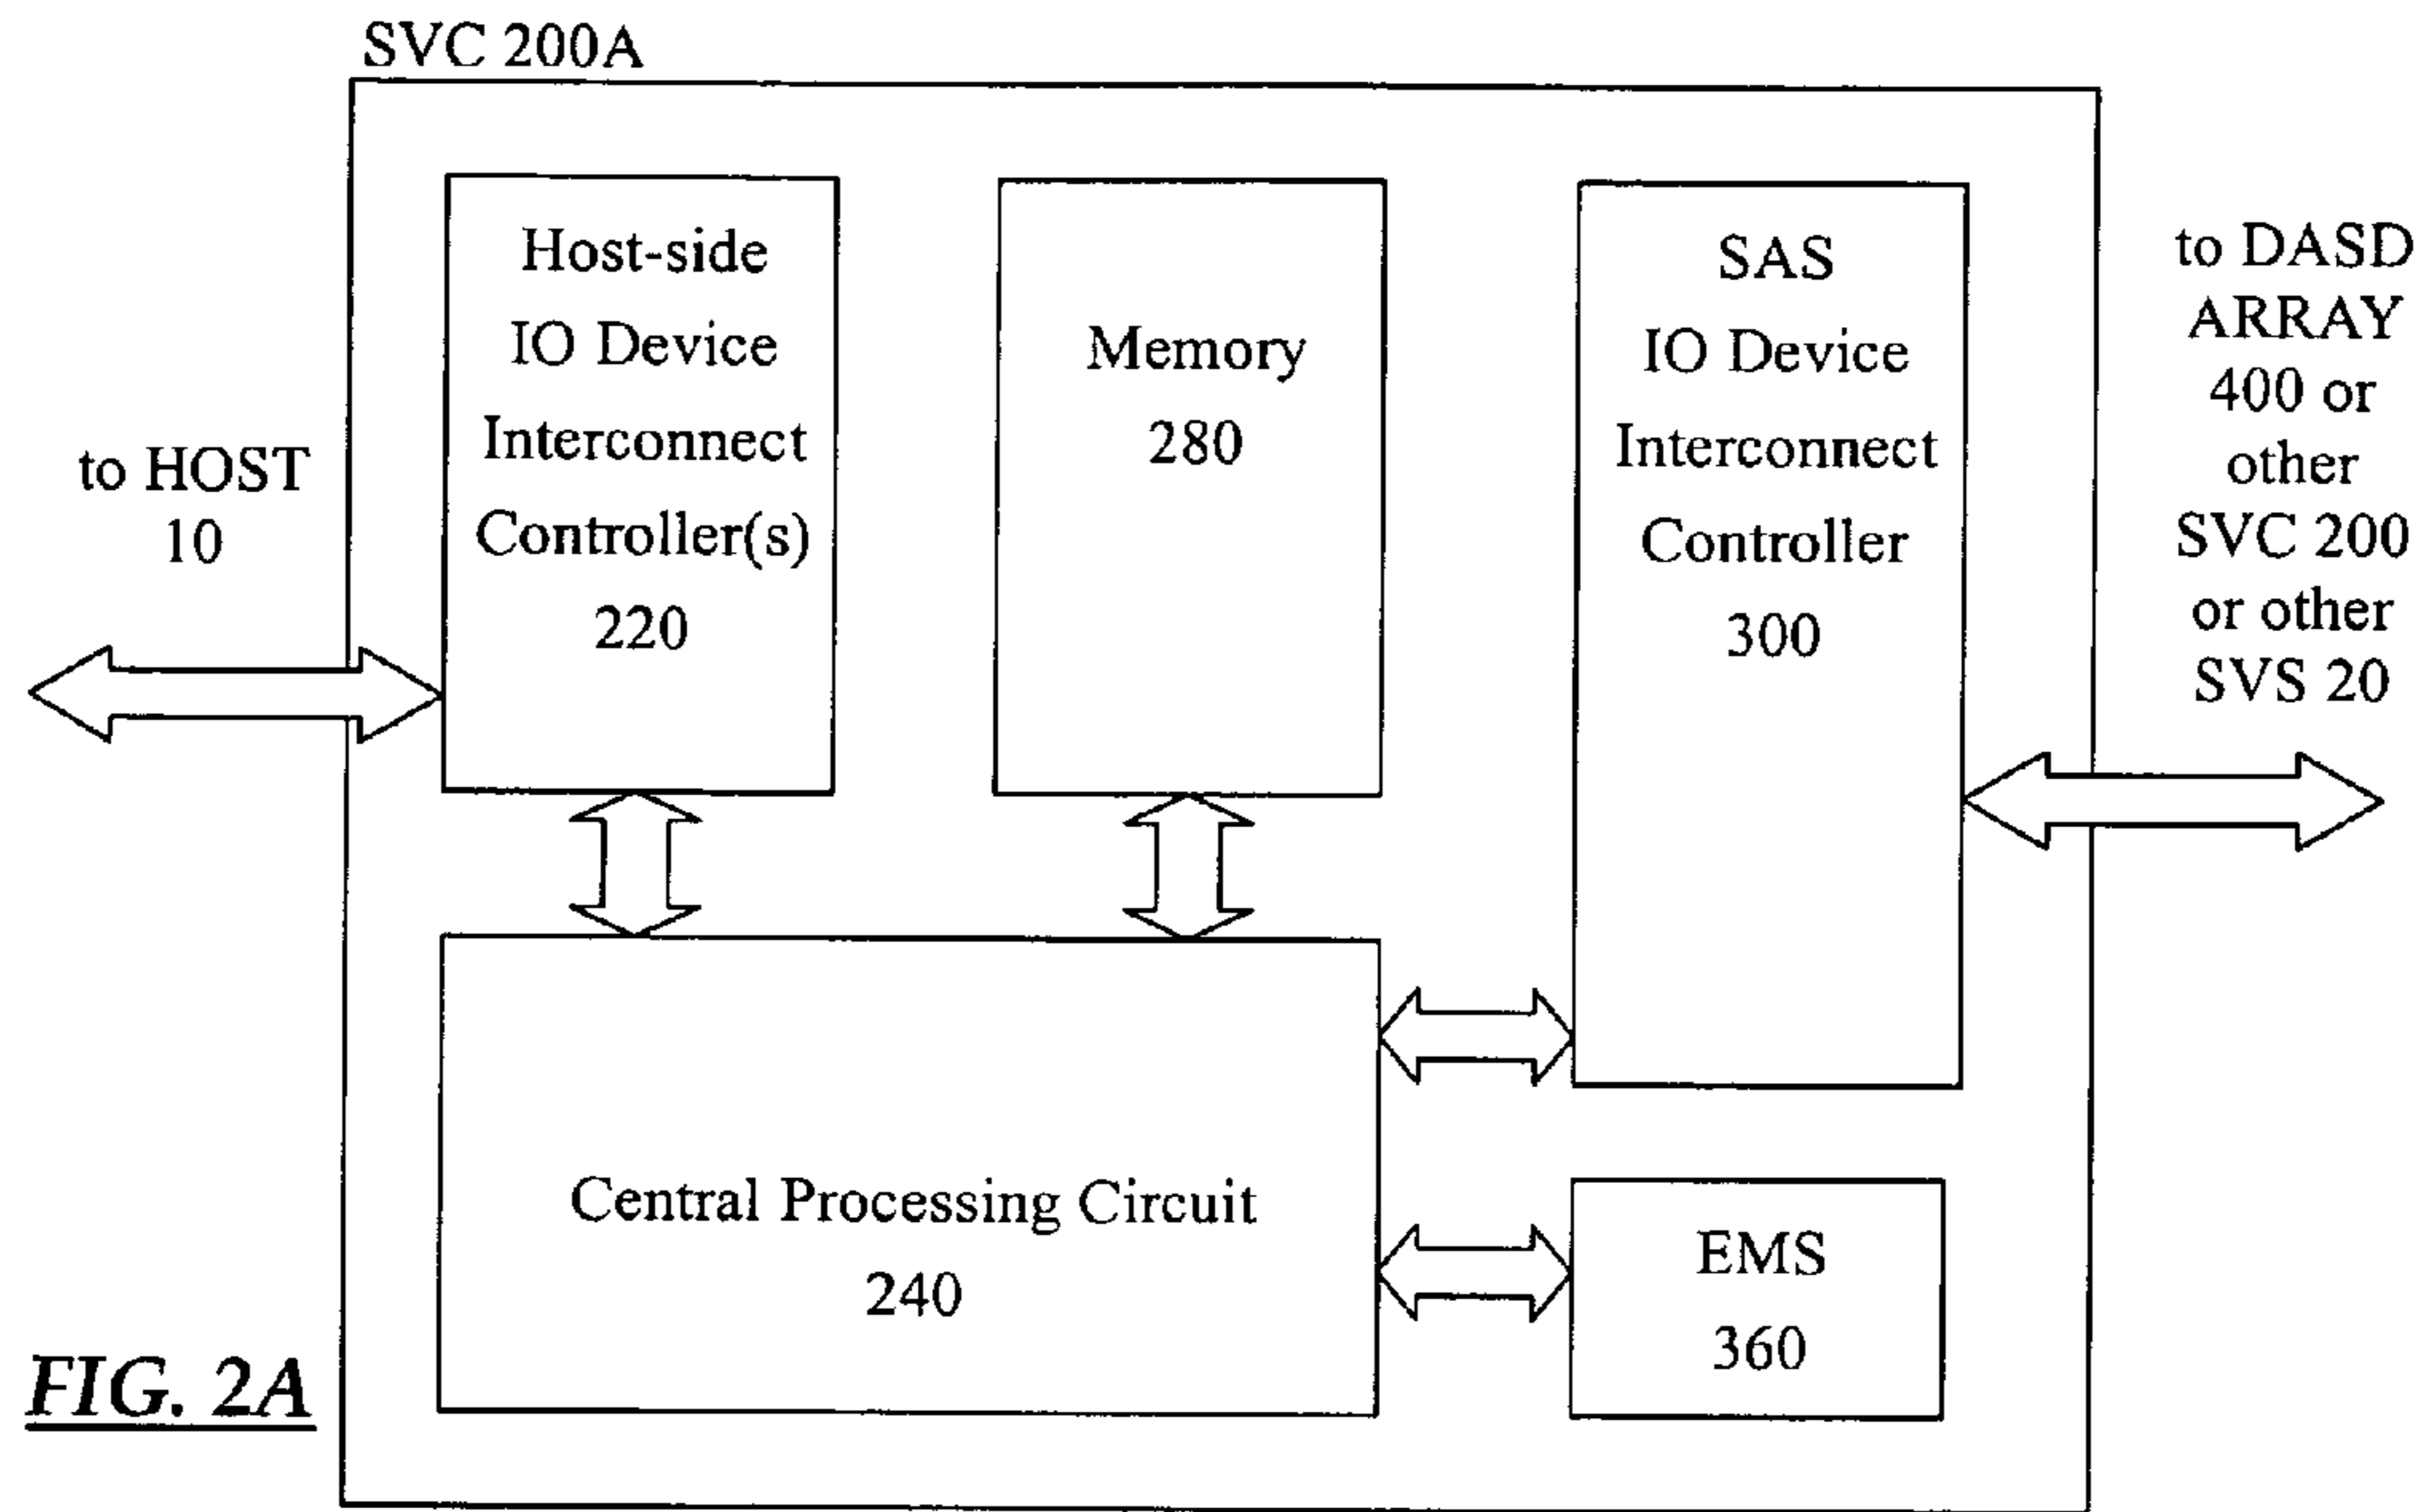 SVC 200A
to HOST
10
Host-side
IO Device
Interconnect
Controller(s)
220
Memory
280
SAS
IO Device
Interconnect
Controller
300
to DASD
ARRAY
400 or
other
SVC 200
or other
SVS 20
Central Processing Circuit
240
EMS
360
FIG. 2A